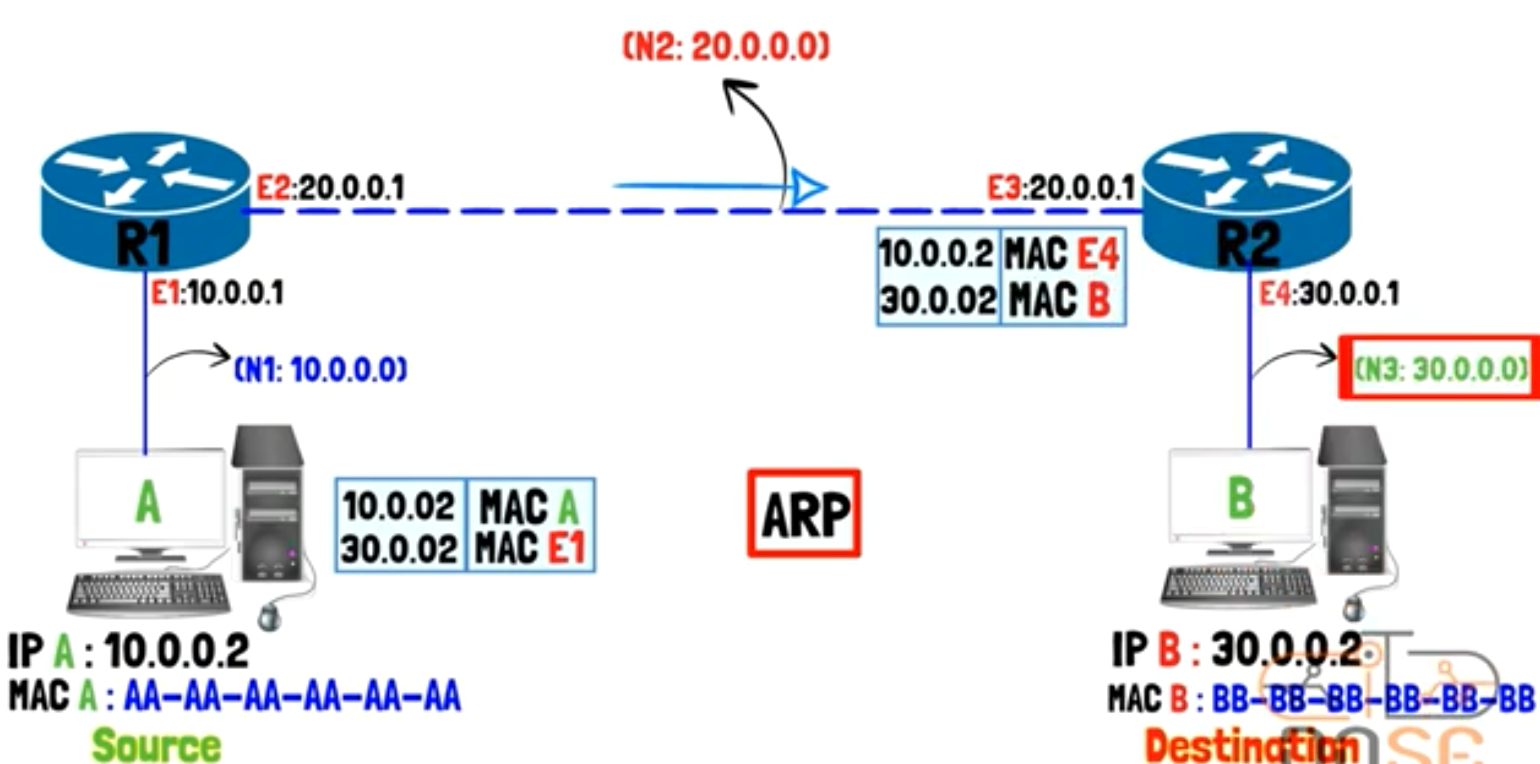 (N2: 20.0.0.0)
E2:20.0.0.1
E3:20.0.0.1
R1
R2
10.0.0.2 MAC E4
30.0.02 MAC B
E1:10.0.0.1
E4:30.0.0.1
(N1: 10.0.0.0)
(N3: 30.0.0.0)
A
B
10.0.02 MAC A
30.0.02 MAC E1
ARP
IP A : 10.0.0.2
MAC A : AA-AA-AA-AA-AA-AA
Source
IP B : 30.0.0.2
MAC B : BB-BB-BB-BB-BB-BB
Destination